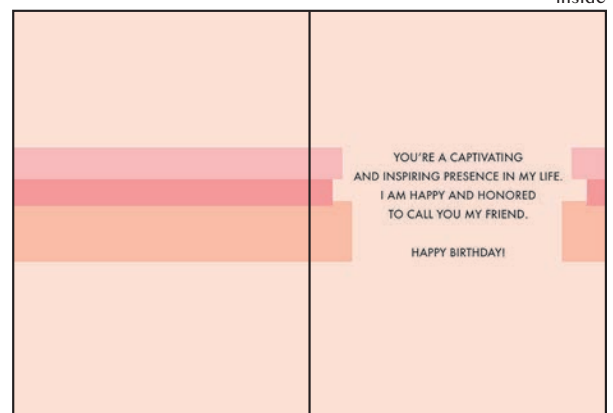 inside
YOU'RE A CAPTIVATING
AND INSPIRING PRESENCE IN MY LIFE.
I AM HAPPY AND HONORED
TO CALL YOU MY FRIEND.
HAPPY BIRTHDAY!